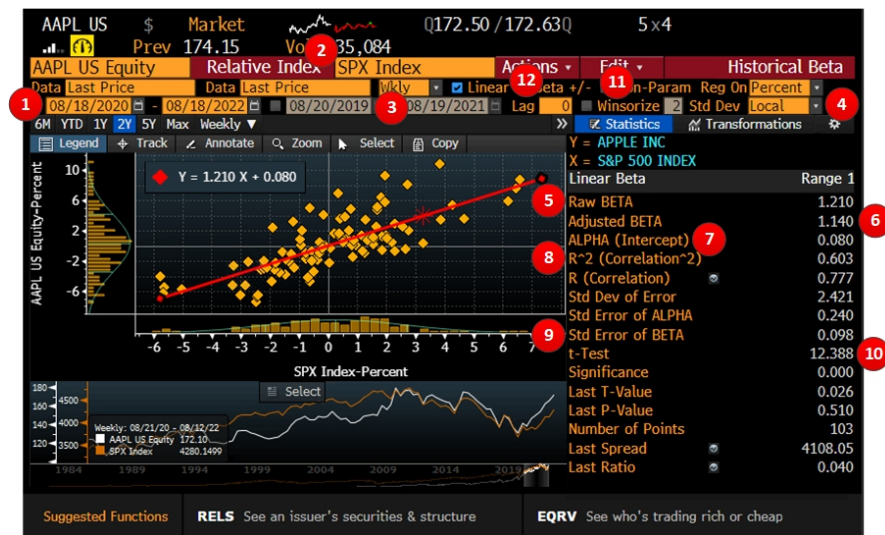 AAPL US $ Market Q172.50 / 172.63Q 5 x 4
Prev 174.15 Vo 35,084
2
AAPL US Equity Relative Index SPX Index Actions Edit Historical Beta
12 11
Data Last Price Data Last Price Wkly Linear Beta +/- on-Param Reg On Percent
1 08/18/2020 - 08/18/2022 08/20/2019 3 08/19/2021 Lag 0 Winsorize 2 Std Dev Local 4
6M YTD 1Y 2Y 5Y Max Weekly ▼ » Statistics Transformations
Legend Track Annotate Zoom Select Copy
Y = APPLE INC
X = S&P 500 INDEX
Y = 1.210 X + 0.080
AAPL US Equity-Percent
10
6
2
-2
-6
-6 -5 -4 -3 -2 -1 0 1 2 3 4 5 6 7
SPX Index-Percent
5
8
9
Linear Beta Range 1
Raw BETA 1.210
Adjusted BETA 1.140 6
ALPHA (Intercept) 7 0.080
R^2 (Correlation^2) 0.603
R (Correlation) 0.777
Std Dev of Error 2.421
Std Error of ALPHA 0.240
Std Error of BETA 0.098
t-Test 12.388 10
Significance 0.000
Last T-Value 0.026
Last P-Value 0.510
Number of Points 103
Last Spread 4108.05
Last Ratio 0.040
Select
180
160
140
120
4500
4000
3500
Weekly: 08/21/20 - 08/12/22
AAPL US Equity 172.10
SPX Index 4280.1499
1984 1989 1994 1999 2004 2009 2014 2019
Suggested Functions RELS See an issuer's securities & structure EQRV See who's trading rich or cheap